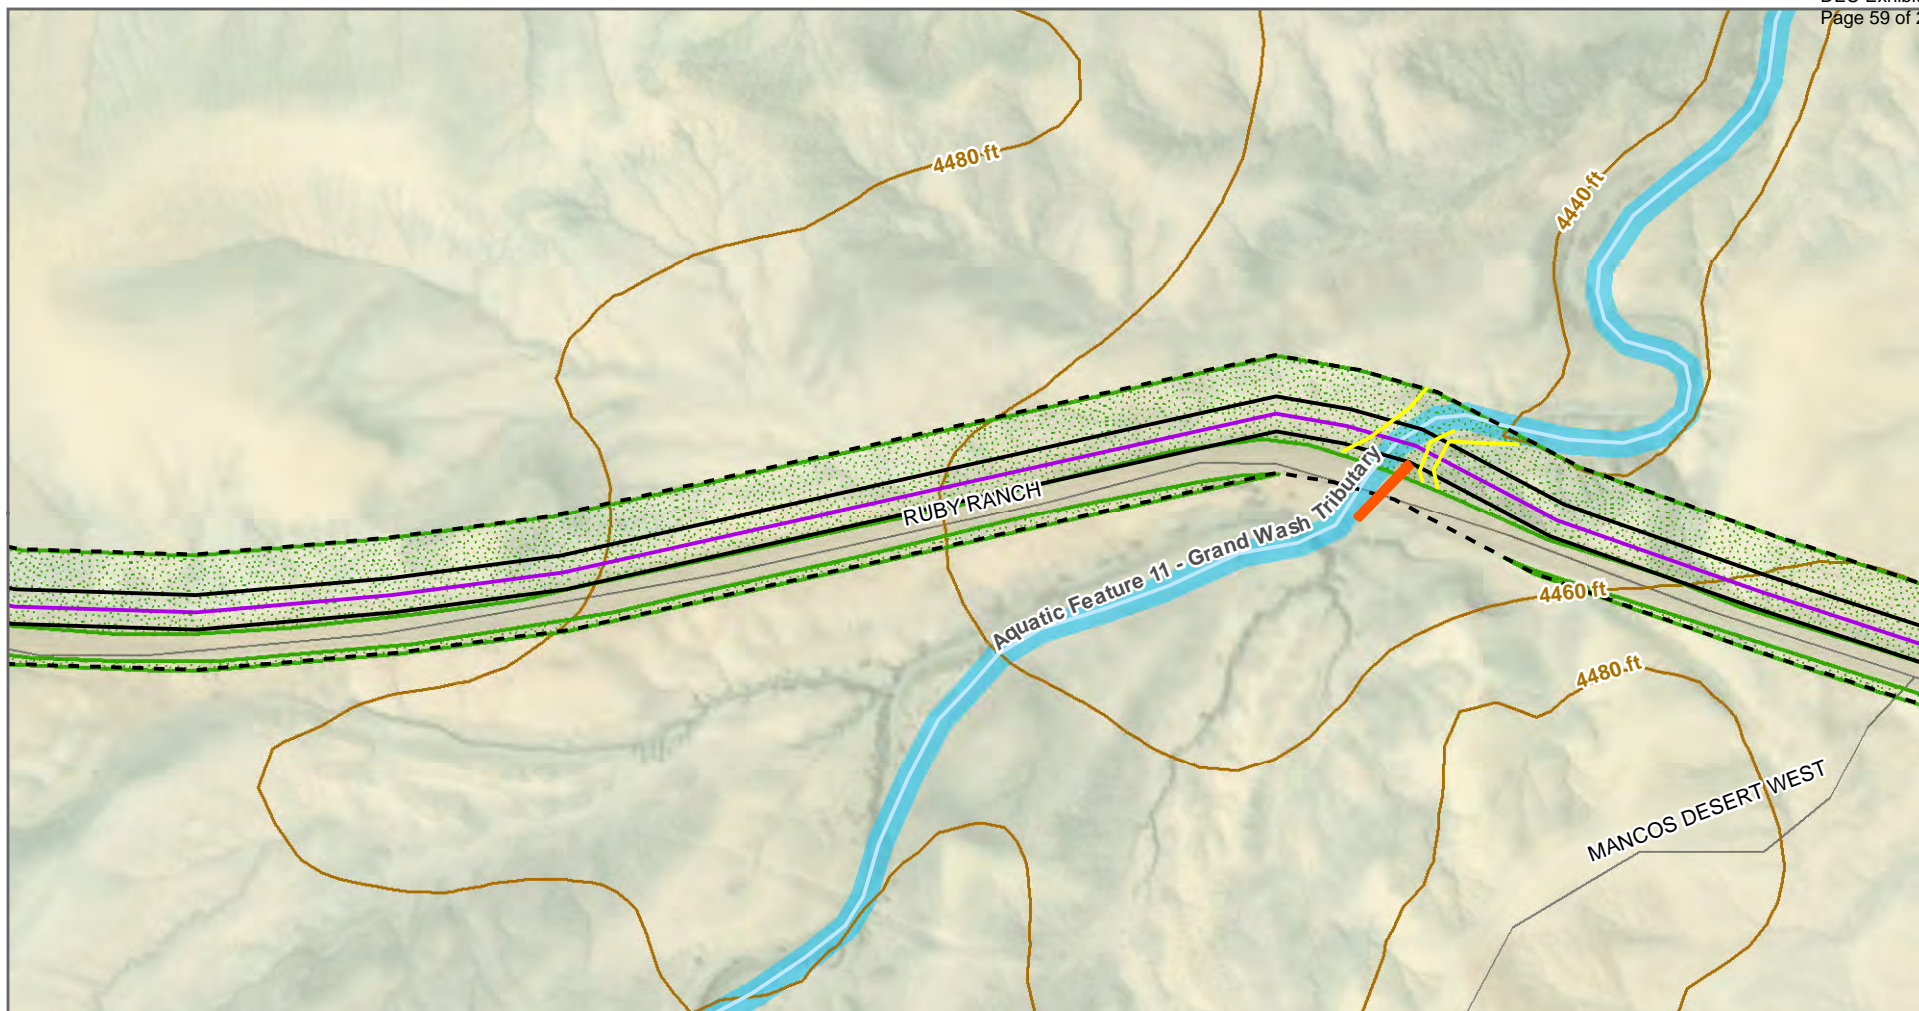 Page 59 of 2
4480 ft
4440 ft
RUBY RANCH
Aquatic Feature 11 - Grand Wash Tributary
4460 ft
4480 ft
MANCOS DESERT WEST